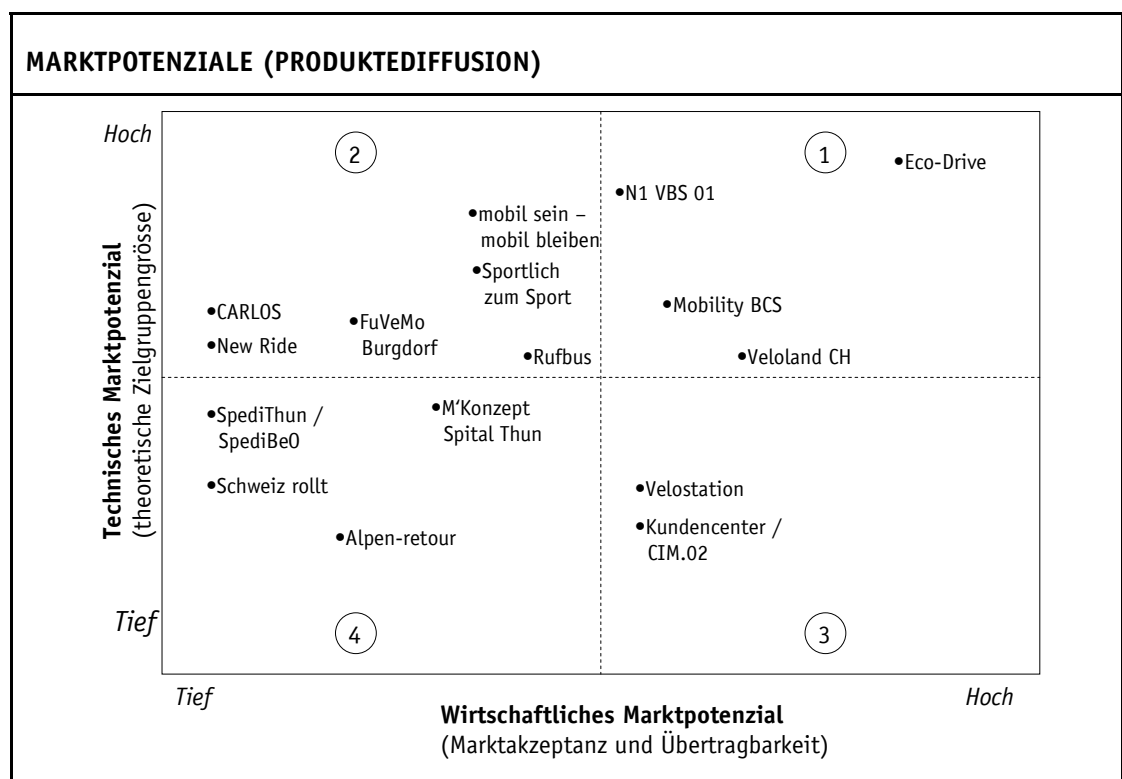 MARKTPOTENZIALE (PRODUKTEDIFFUSION)
Hoch
2
1
•Eco-Drive
•N1 VBS 01
•mobil sein –
mobil bleiben
•Sportlich
zum Sport
•Mobility BCS
•CARLOS
•FuVeMo
Burgdorf
•New Ride
•Rufbus
•Veloland CH
•SpediThun /
SpediBeO
•M‘Konzept
Spital Thun
•Schweiz rollt
•Velostation
•Alpen-retour
•Kundencenter /
CIM.02
Technisches Marktpotenzial
(theoretische Zielgruppengrösse)
Tief
4
3
Tief
Hoch
Wirtschaftliches Marktpotenzial
(Marktakzeptanz und Übertragbarkeit)